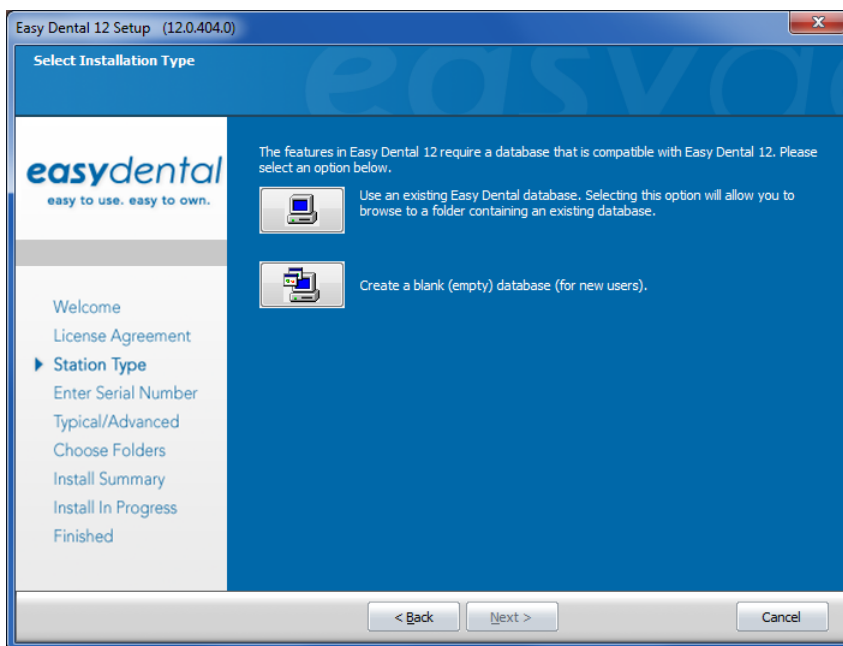 Easy Dental 12 Setup (12.0.404.0)
Select Installation Type
easydental
easy to use. easy to own.
The features in Easy Dental 12 require a database that is compatible with Easy Dental 12. Please
select an option below.
Use an existing Easy Dental database. Selecting this option will allow you to
browse to a folder containing an existing database.
Create a blank (empty) database (for new users).
Welcome
License Agreement
Station Type
Enter Serial Number
Typical/Advanced
Choose Folders
Install Summary
Install In Progress
Finished
< Back
Next >
Cancel